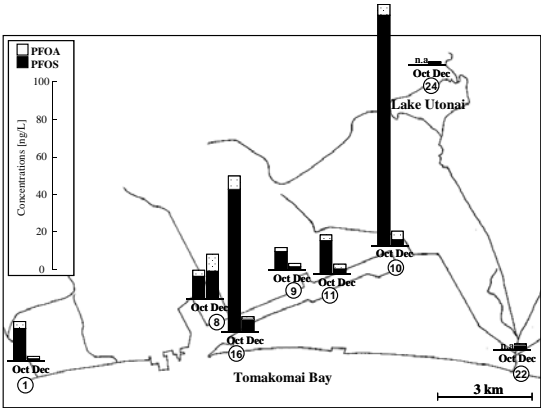 PFOA
PFOS
Concentrations [ng/L]
100
80
60
40
20
0
n.a
Oct Dec
24
Lake Utonai
Oct Dec
10
Oct Dec
9
Oct Dec
11
Oct Dec
8
Oct Dec
16
Oct Dec
1
n.a
Oct Dec
22
Tomakomai Bay
3 km